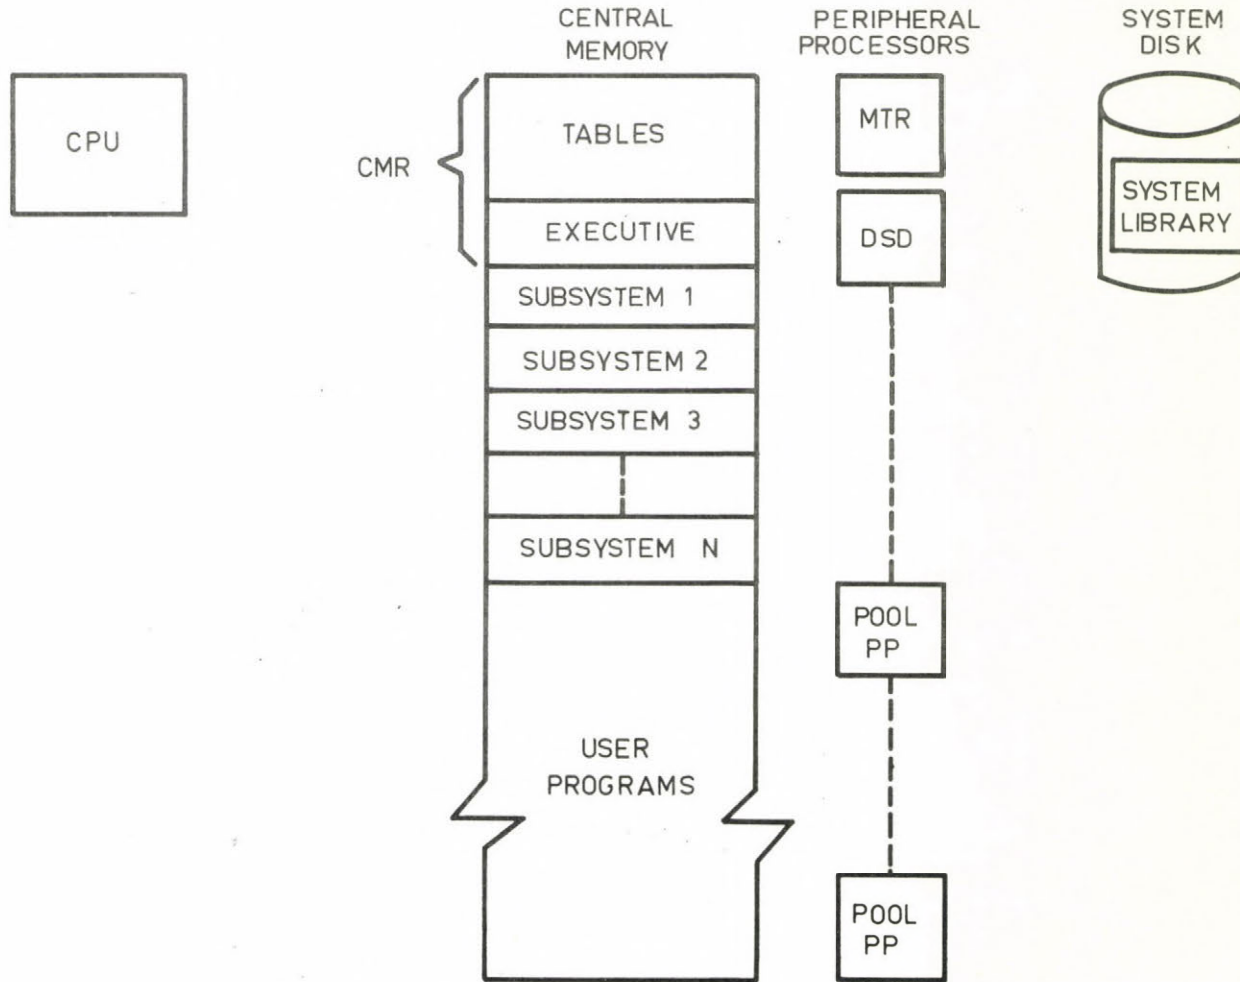 CENTRAL
MEMORY
PERIPHERAL
PROCESSORS
SYSTEM
DISK
CPU
CMR
TABLES
EXECUTIVE
SUBSYSTEM 1
SUBSYSTEM 2
SUBSYSTEM 3
SUBSYSTEM N
USER
PROGRAMS
MTR
DSD
POOL
PP
POOL
PP
SYSTEM
LIBRARY